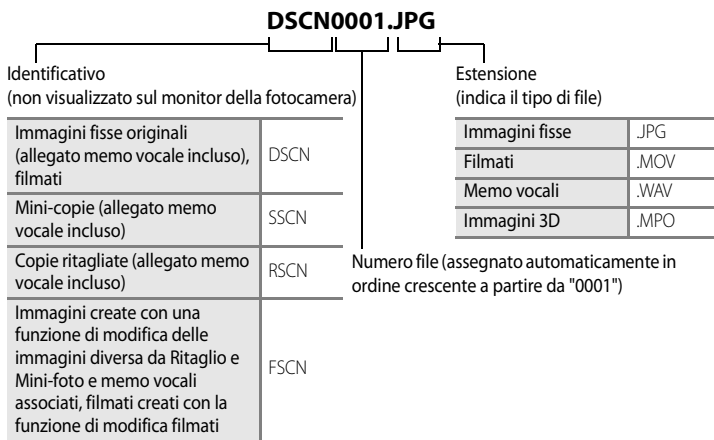 DSCN0001.JPG
Identificativo
(non visualizzato sul monitor della fotocamera)
Immagini fisse originali
(allegato memo vocale incluso),
filmati
DSCN
Mini-copie (allegato memo
vocale incluso)
SSCN
Copie ritagliate (allegato memo
vocale incluso)
RSCN
Immagini create con una
funzione di modifica delle
immagini diversa da Ritaglio e
Mini-foto e memo vocali
associati, filmati creati con la
funzione di modifica filmati
FSCN
Estensione
(indica il tipo di file)
Immagini fisse .JPG
Filmati .MOV
Memo vocali .WAV
Immagini 3D .MPO
Numero file (assegnato automaticamente in
ordine crescente a partire da "0001")